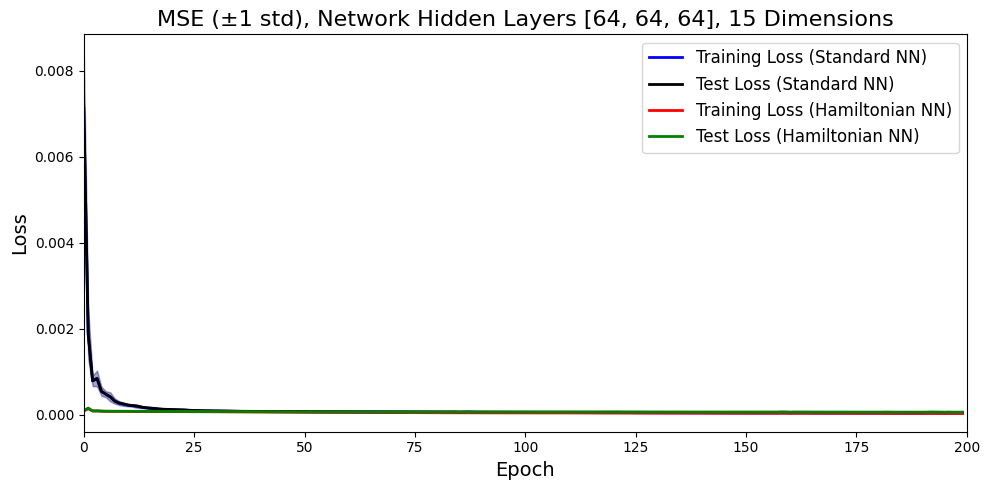 MSE (±1 std), Network Hidden Layers [64, 64, 64], 15 Dimensions
Training Loss (Standard NN)
Test Loss (Standard NN)
Training Loss (Hamiltonian NN)
Test Loss (Hamiltonian NN)
Loss
0.008
0.006
0.004
0.002
0.000
0 25 50 75 100 125 150 175 200
Epoch